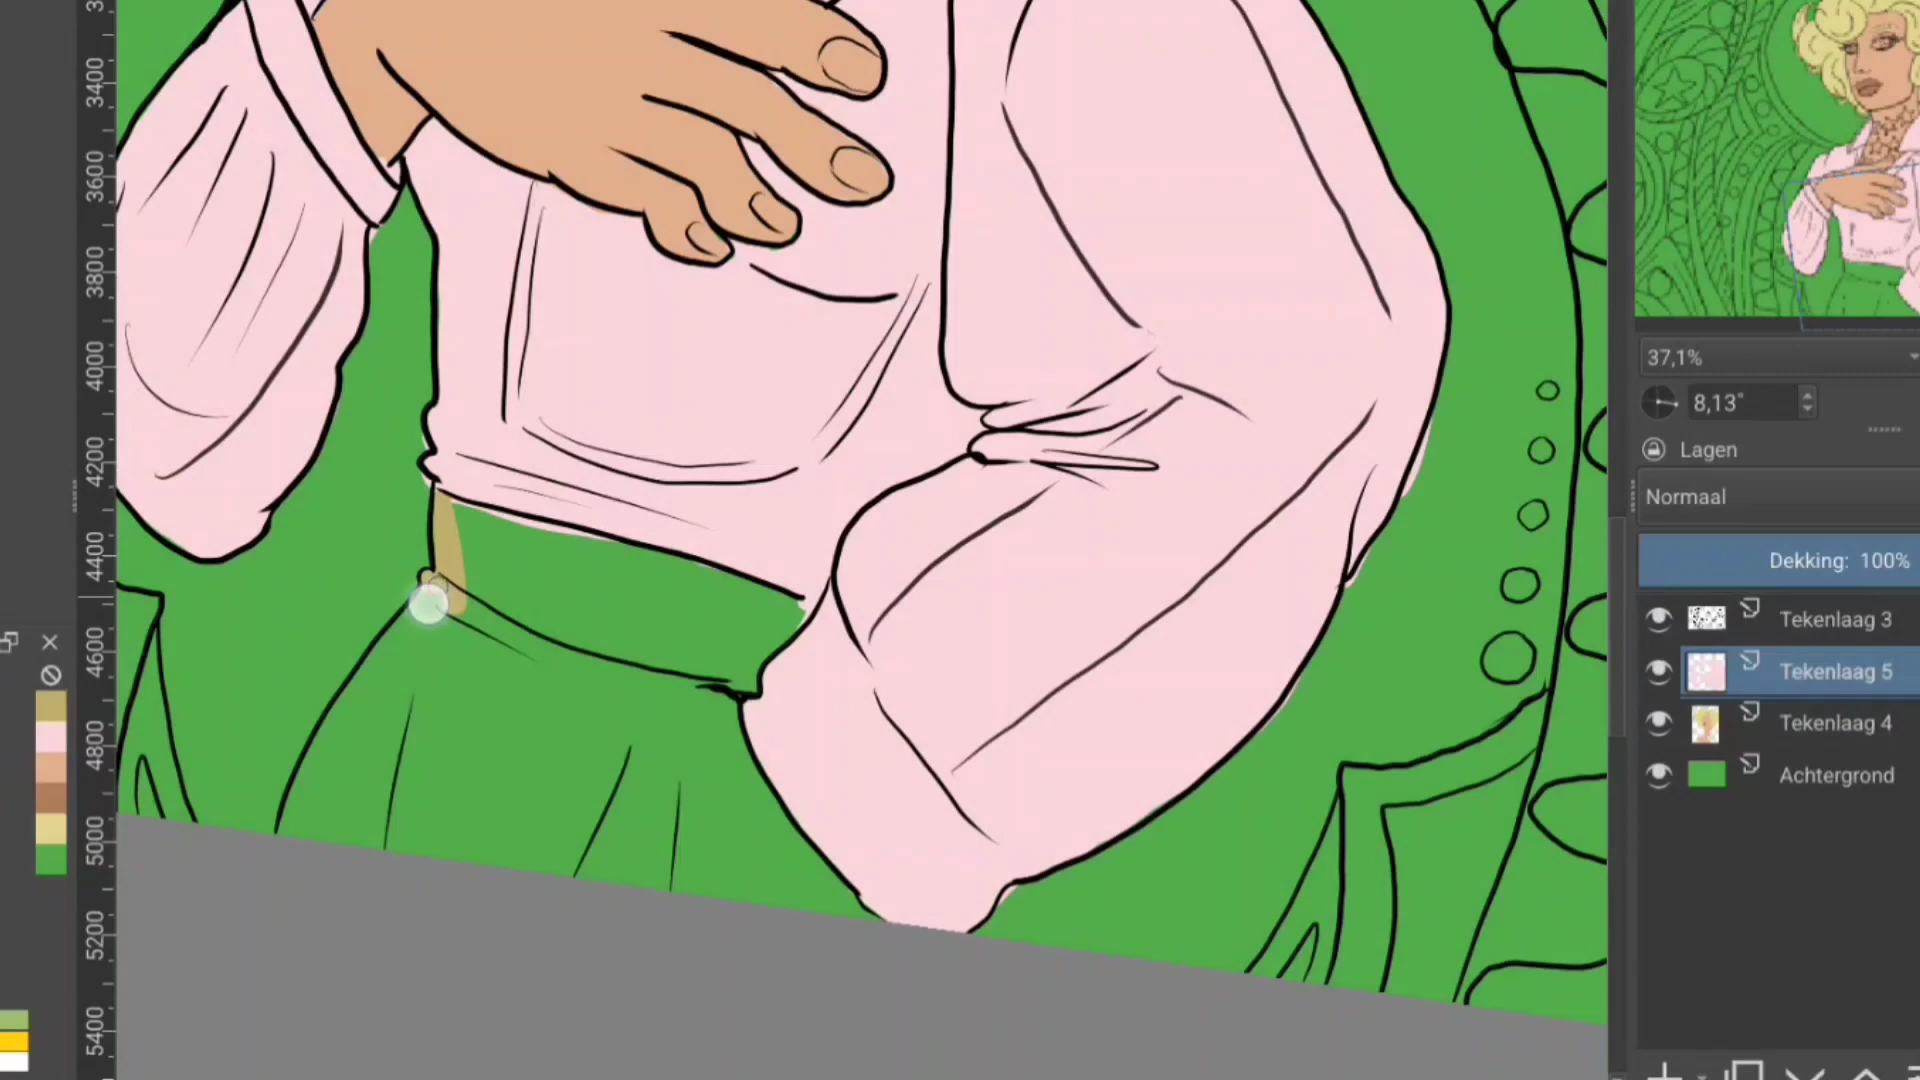 3400
3600
3800
4000
4200
4400
4600
4800
5000
5200
5400
37,1%
8,13°
Lagen
Normaal
Dekking: 100%
Tekenlaag 3
Tekenlaag 5
Tekenlaag 4
Achtergrond